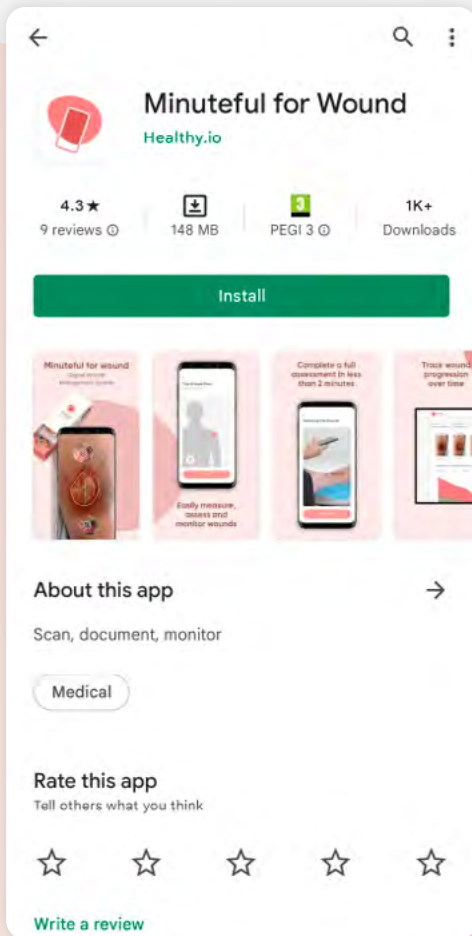 Minuteful for Wound
Healthy.io
4.3★
9 reviews
148 MB
3
PEGI 3
1K+
Downloads
Install
Minuteful for wound
Easily measure,
assess and
monitor wounds
Complete a full
assessment in less
than 2 minutes
Track wound
progression
over time
About this app
Scan, document, monitor
Medical
Rate this app
Tell others what you think
Write a review